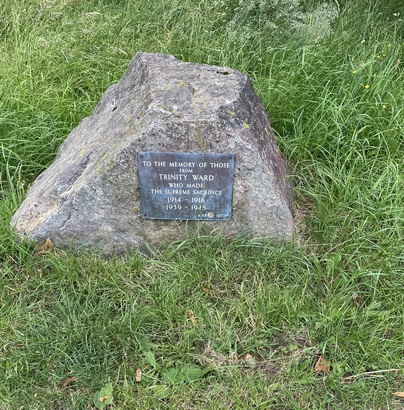 TO THE MEMORY OF THOSE
FROM
TRINITY WARD
WHO MADE
THE SUPREME SACRIFICE
1914 - 1918
1939 - 1945